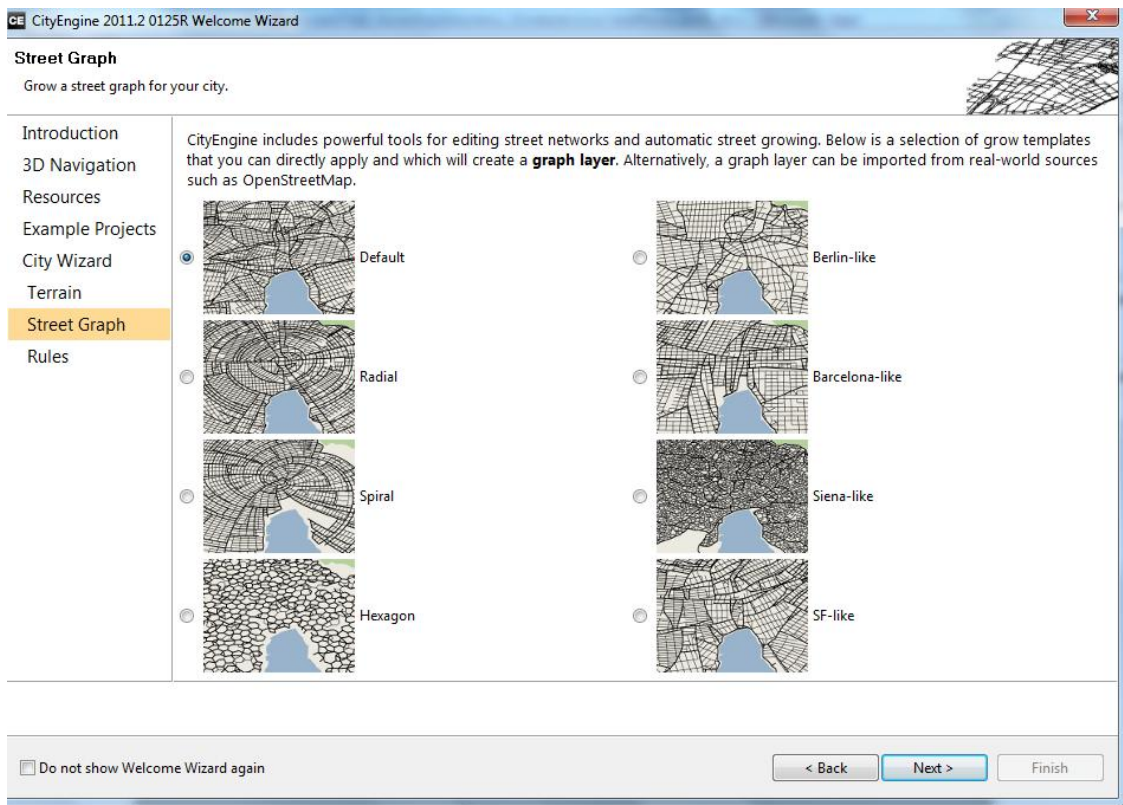 CE CityEngine 2011.2 0125R Welcome Wizard
Street Graph
Grow a street graph for your city.
Introduction
3D Navigation
Resources
Example Projects
City Wizard
Terrain
Street Graph
Rules
CityEngine includes powerful tools for editing street networks and automatic street growing. Below is a selection of grow templates
that you can directly apply and which will create a graph layer. Alternatively, a graph layer can be imported from real-world sources
such as OpenStreetMap.
Default
Berlin-like
Radial
Barcelona-like
Spiral
Siena-like
Hexagon
SF-like
Do not show Welcome Wizard again
< Back
Next >
Finish